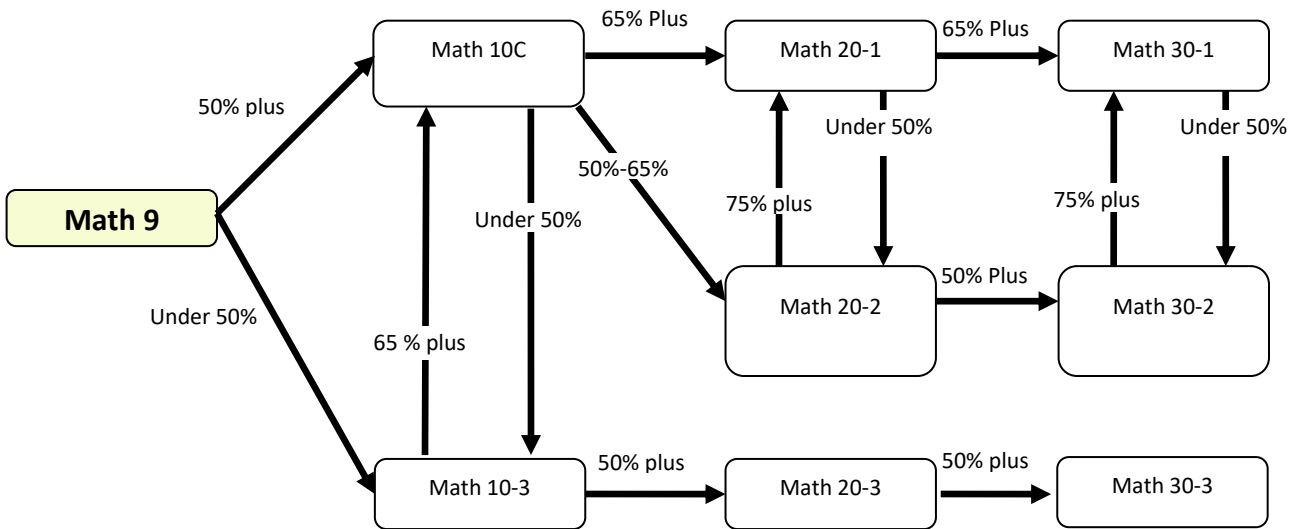 65% Plus
65% Plus
Math 10C
Math 20-1
Math 30-1
50% plus
Under 50%
Under 50%
50%-65%
75% plus
75% plus
Math 9
Under 50%
50% Plus
Math 20-2
Math 30-2
Under 50%
65 % plus
50% plus
50% plus
Math 10-3
Math 20-3
Math 30-3